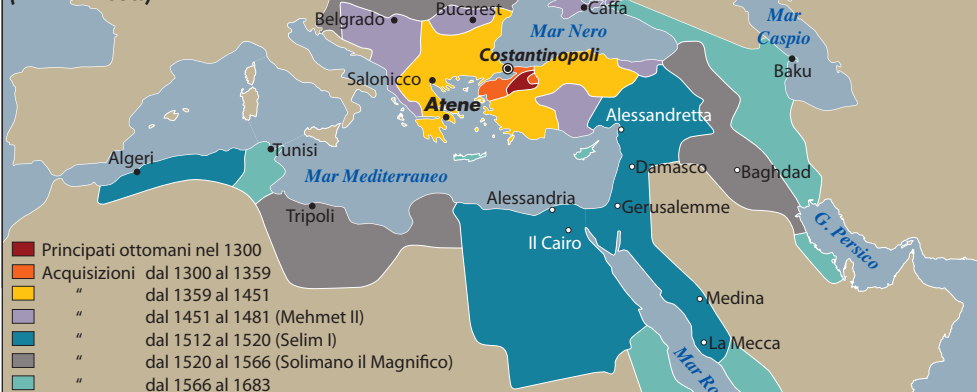 Belgrado
Bucarest
Caffa
Mar Nero
Mar
Caspio
Costantinopoli
Baku
Salonicco
Atene
Alessandretta
Algeri
Tunisi
Mar Mediterraneo
Damasco
Baghdad
Alessandria
Gerusalemme
Tripoli
Il Cairo
G. Persico
Medina
La Mecca
Mar Ro
Principati ottomani nel 1300
Acquisizioni dal 1300 al 1359
“ dal 1359 al 1451
“ dal 1451 al 1481 (Mehmet II)
“ dal 1512 al 1520 (Selim I)
“ dal 1520 al 1566 (Solimano il Magnifico)
“ dal 1566 al 1683